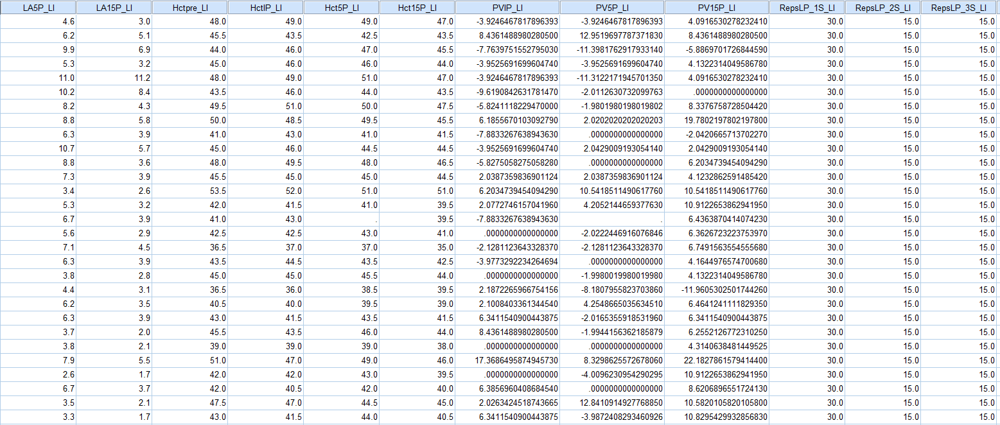 LA5P_LI LA15P_LI Hctpre_LI HctIP_LI Hct5P_LI Hct15P_LI PVIP_LI PV5P_LI PV15P_LI RepsLP_1S_LI RepsLP_2S_LI RepsLP_3S_LI
4.6 3.0 48.0 49.0 49.0 47.0 -3.9246467817896393 -3.9246467817896393 4.0916530278232410 30.0 15.0 15.0
6.2 5.1 45.5 43.5 42.5 43.5 8.4361488980280500 12.9519697787371830 8.4361488980280500 30.0 15.0 15.0
9.9 6.9 44.0 46.0 47.0 45.5 -7.7639751552795030 -11.3981762917933140 -5.8869701726844590 30.0 15.0 15.0
5.3 3.2 45.0 46.0 46.0 44.0 -3.9525691699604740 -3.9525691699604740 4.1322314049586780 30.0 15.0 15.0
11.0 11.2 48.0 49.0 51.0 47.0 -3.9246467817896393 -11.3122171945701350 4.0916530278232410 30.0 15.0 15.0
10.2 8.4 43.5 46.0 44.0 43.5 -9.6190842631781470 -2.0112630732099763 .0000000000000000 30.0 15.0 15.0
8.2 4.3 49.5 51.0 50.0 47.5 -5.8241118229470000 -1.9801980198019802 8.3376758728504420 30.0 15.0 15.0
8.8 5.8 50.0 48.5 49.5 45.5 6.1855670103092790 2.0202020202020203 19.7802197802197800 30.0 15.0 15.0
6.3 3.9 41.0 43.0 41.0 41.5 -7.8833267638943630 .0000000000000000 -2.0420665713702270 30.0 15.0 15.0
10.7 5.7 45.0 46.0 44.5 44.5 -3.9525691699604740 2.0429009193054140 2.0429009193054140 30.0 15.0 15.0
8.8 3.6 48.0 49.5 48.0 46.5 -5.8275058275058280 .0000000000000000 6.2034739454094290 30.0 15.0 15.0
7.3 3.9 45.5 45.0 45.0 44.5 2.0387359836901124 2.0387359836901124 4.1232862591485420 30.0 15.0 15.0
3.4 2.6 53.5 52.0 51.0 51.0 6.2034739454094290 10.5418511490617760 10.5418511490617760 30.0 15.0 15.0
5.3 3.2 42.0 41.5 41.0 39.5 2.0772746157041960 4.2052144659377630 10.9122653862941950 30.0 15.0 15.0
6.7 3.9 41.0 43.0 . 39.5 -7.8833267638943630 . 6.4363870414074230 30.0 15.0 15.0
5.6 2.9 42.5 42.5 43.0 41.0 .0000000000000000 -2.0222446916076846 6.3626723223753970 30.0 15.0 15.0
7.1 4.5 36.5 37.0 37.0 35.0 -2.1281123643328370 -2.1281123643328370 6.7491563554555680 30.0 15.0 15.0
6.3 3.9 43.5 44.5 43.5 42.5 -3.9773292234264694 .0000000000000000 4.1644976574700680 30.0 15.0 15.0
3.8 2.8 45.0 45.0 45.5 44.0 .0000000000000000 -1.9980019980019980 4.1322314049586780 30.0 15.0 15.0
4.4 3.1 36.5 36.0 38.5 39.5 2.1872265966754156 -8.1807955823703860 -11.9605302501744260 30.0 15.0 15.0
6.2 3.5 40.5 40.0 39.5 39.0 2.1008403361344540 4.2548665035634510 6.4641241111829350 30.0 15.0 15.0
6.3 3.9 43.0 41.5 43.5 41.5 6.3411540900443875 -2.0165355918531960 6.3411540900443875 30.0 15.0 15.0
3.7 2.0 45.5 43.5 46.0 44.0 8.4361488980280500 -1.9944156362185879 6.2552126772310250 30.0 15.0 15.0
3.8 2.1 39.0 39.0 39.0 38.0 .0000000000000000 .0000000000000000 4.3140638481449525 30.0 15.0 15.0
7.9 5.5 51.0 47.0 49.0 46.0 17.3686495874945730 8.3298625572678060 22.1827861579414400 30.0 15.0 15.0
2.6 1.7 42.0 42.0 43.0 39.5 .0000000000000000 -4.0096230954290295 10.9122653862941950 30.0 15.0 15.0
6.7 3.7 42.0 40.5 42.0 40.0 6.3856960408684540 .0000000000000000 8.6206896551724130 30.0 15.0 15.0
3.5 2.1 47.5 47.0 44.5 45.0 2.0263424518743665 12.8410914927768850 10.5820105820105800 30.0 15.0 15.0
3.3 1.7 43.0 41.5 44.0 40.5 6.3411540900443875 -3.9872408293460926 10.8295429932856830 30.0 15.0 15.0